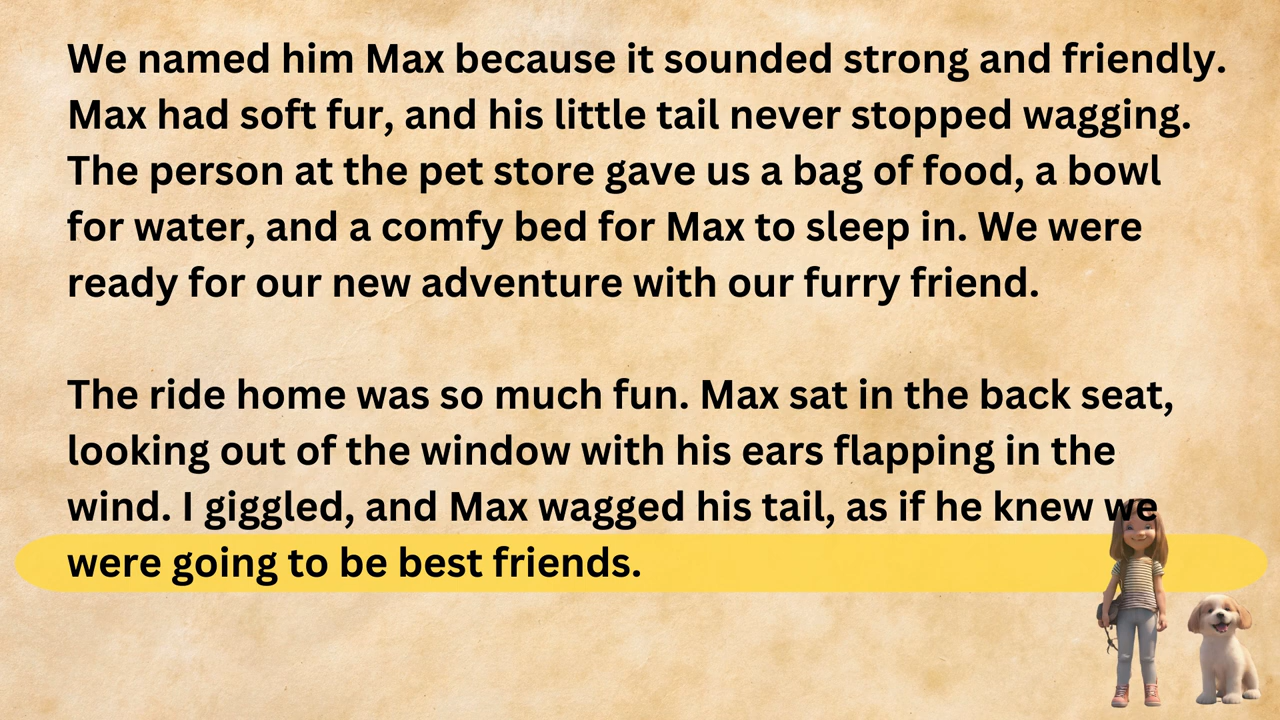 We named him Max because it sounded strong and friendly.
Max had soft fur, and his little tail never stopped wagging.
The person at the pet store gave us a bag of food, a bowl
for water, and a comfy bed for Max to sleep in. We were
ready for our new adventure with our furry friend.
The ride home was so much fun. Max sat in the back seat,
looking out of the window with his ears flapping in the
wind. I giggled, and Max wagged his tail, as if he knew we
were going to be best friends.